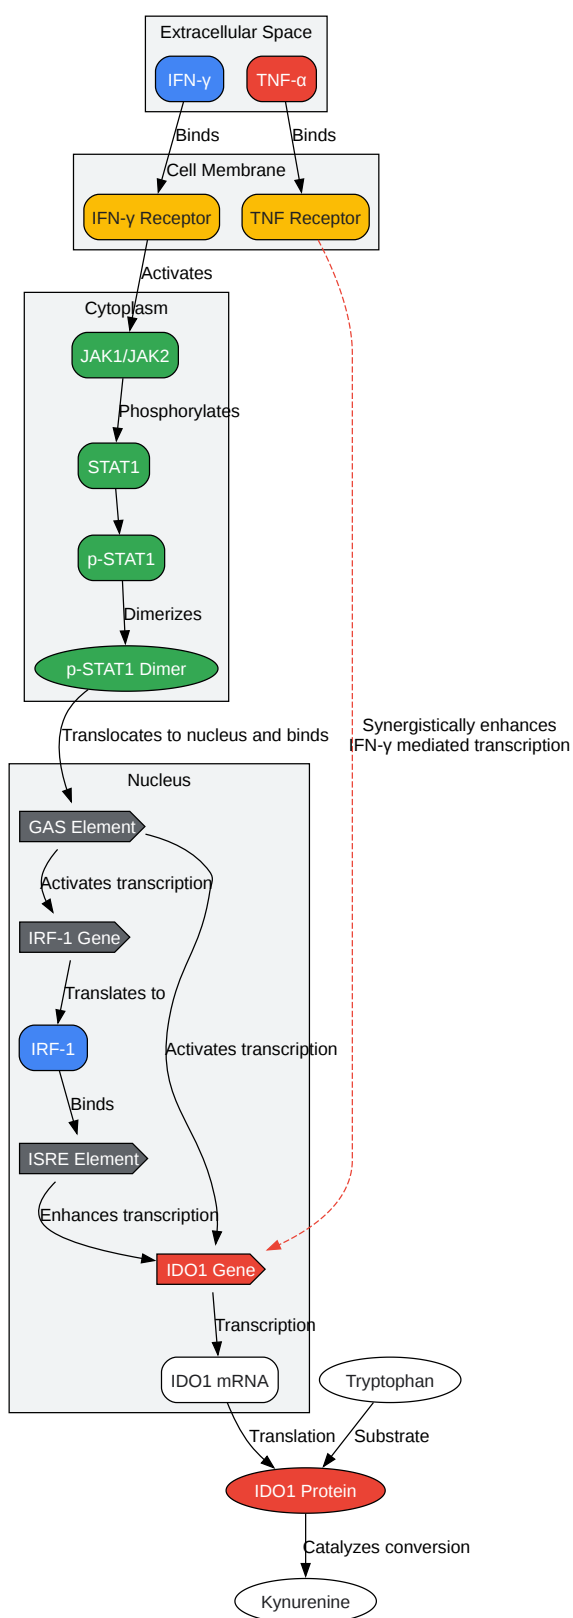 Extracellular Space
IFN-γ
TNF-α
Binds
Binds
Cell Membrane
IFN-γ Receptor
TNF Receptor
Activates
Cytoplasm
JAK1/JAK2
Phosphorylates
STAT1
p-STAT1
Dimerizes
p-STAT1 Dimer
Translocates to nucleus and binds
Synergistically enhances
IFN-γ mediated transcription
Nucleus
GAS Element
Activates transcription
IRF-1 Gene
Translates to
IRF-1
Activates transcription
Binds
ISRE Element
Enhances transcription
IDO1 Gene
Transcription
IDO1 mRNA
Tryptophan
Translation
Substrate
IDO1 Protein
Catalyzes conversion
Kynurenine